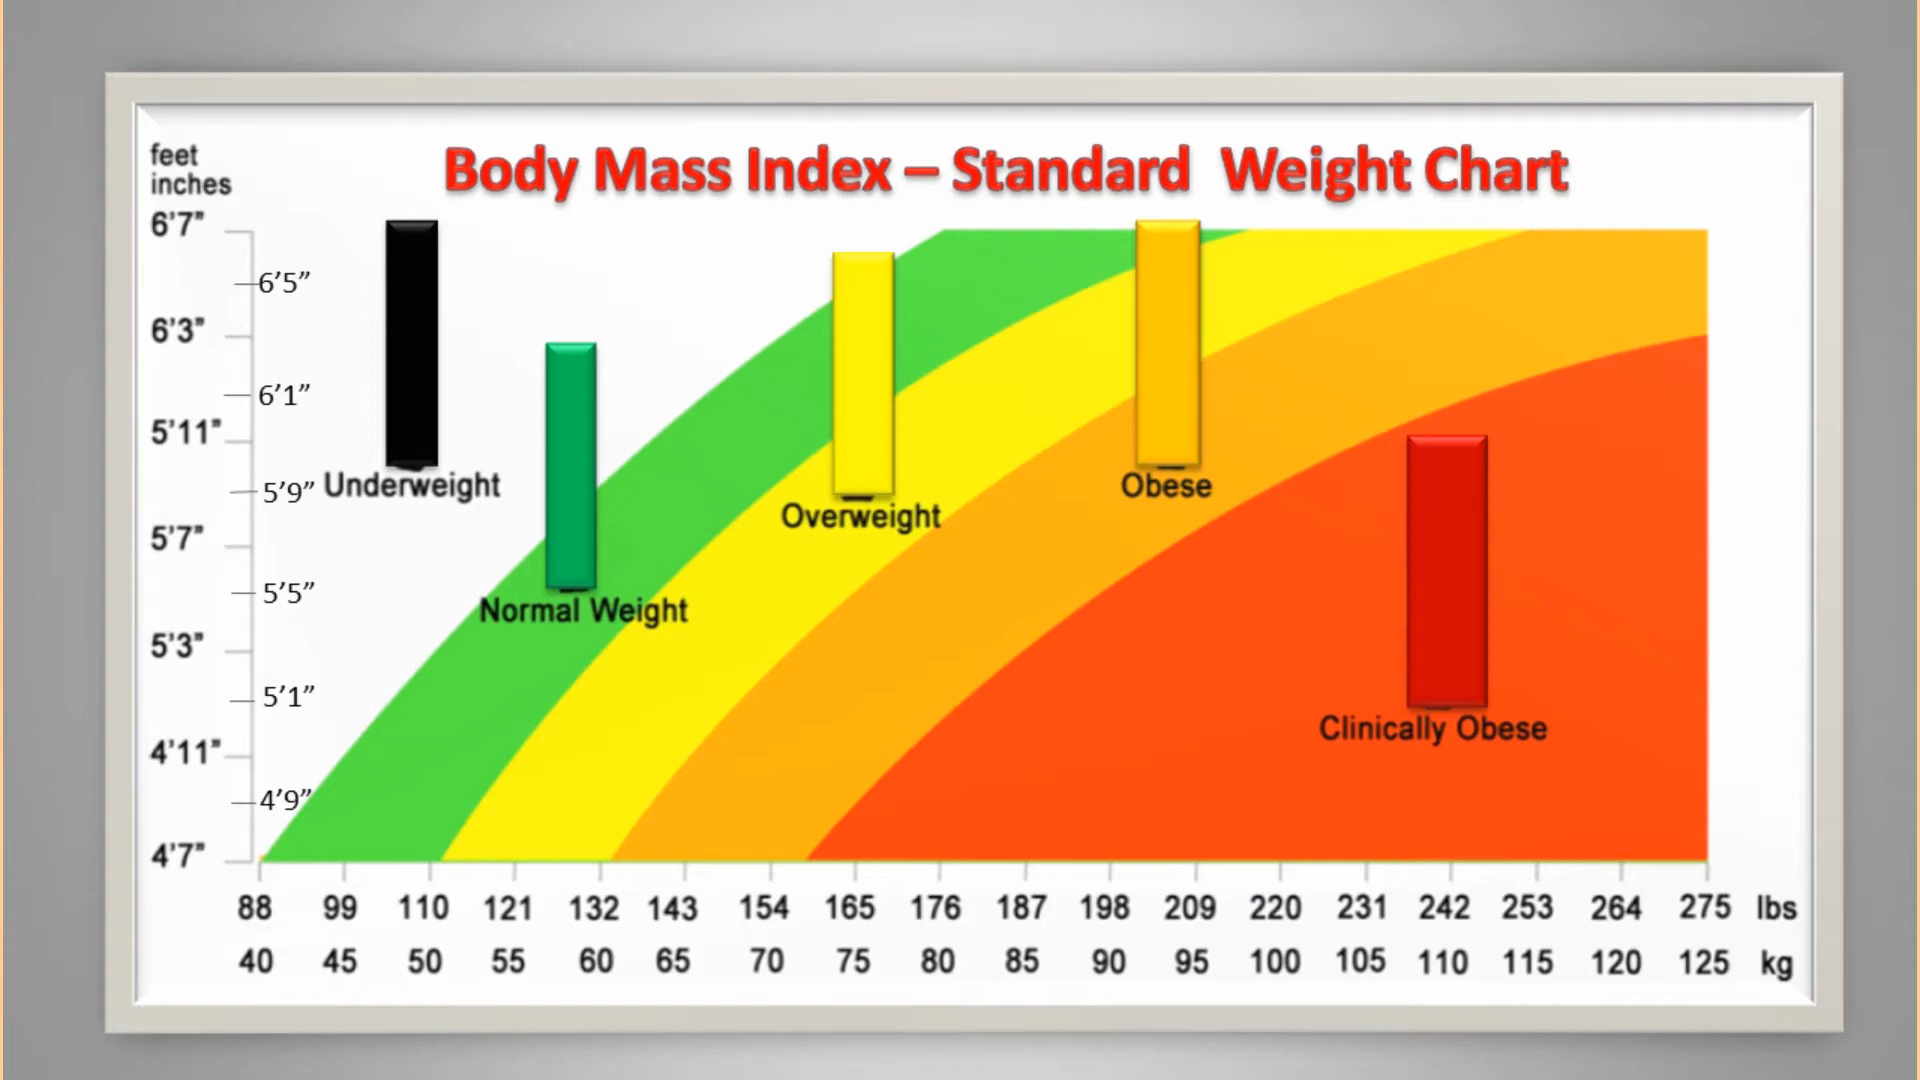 feet
inches
Body Mass Index – Standard Weight Chart
6'7"
6'5"
6'3"
6'1"
5'11"
5'9"
Underweight
Obese
Overweight
5'7"
5'5"
Normal Weight
5'3"
5'1"
Clinically Obese
4'11"
4'9"
4'7"
88 99 110 121 132 143 154 165 176 187 198 209 220 231 242 253 264 275 lbs
40 45 50 55 60 65 70 75 80 85 90 95 100 105 110 115 120 125 kg